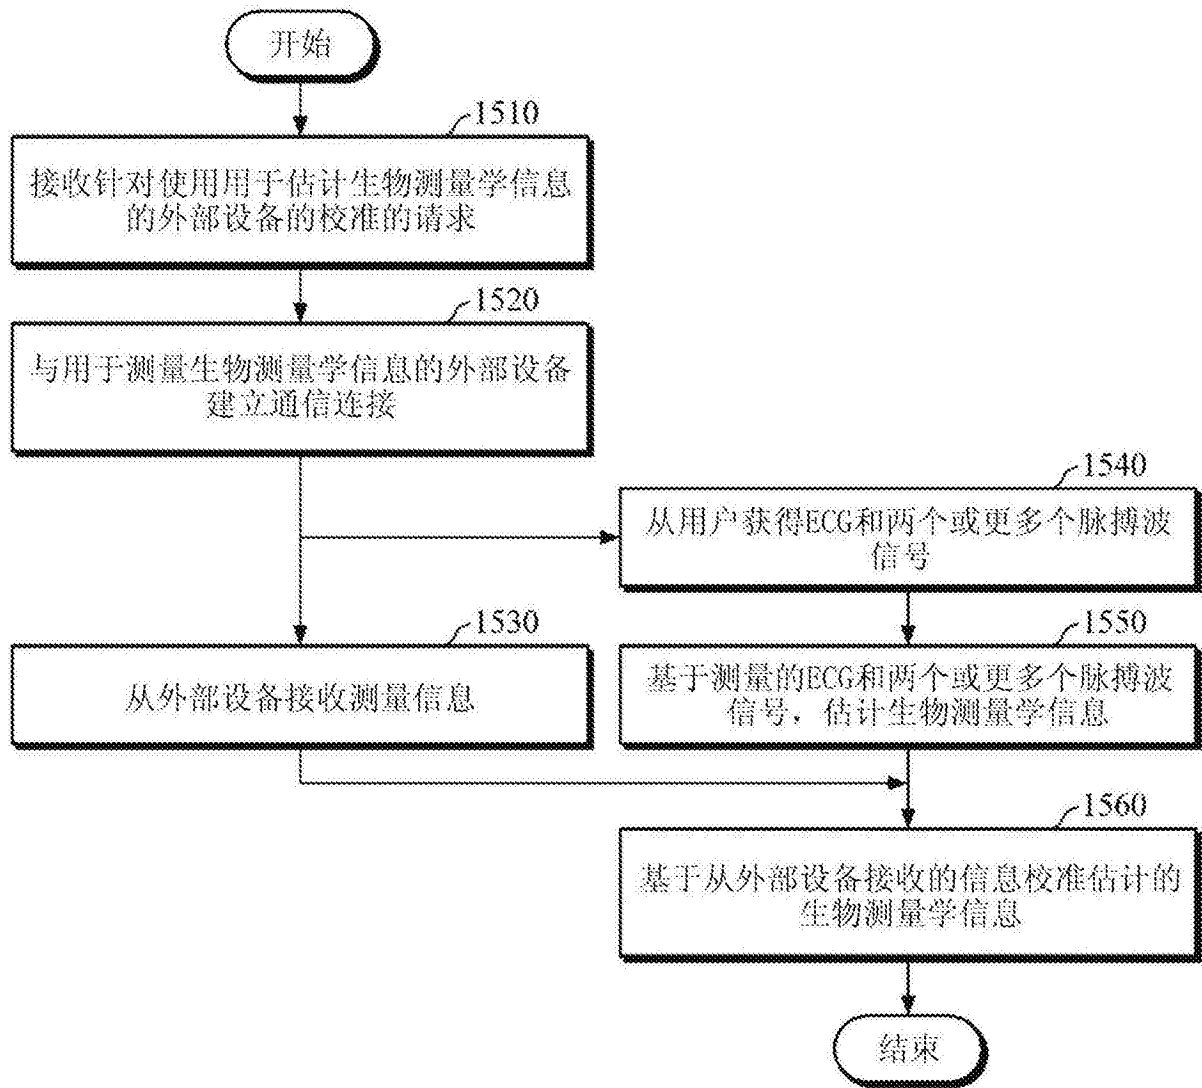 开始
1510
接收针对使用用于估计生物测量学信息
的外部设备的校准的请求
1520
与用于测量生物测量学信息的外部设备
建立通信连接
1540
从用户获得ECG和两个或更多个脉搏波
信号
1530
从外部设备接收测量信息
1550
基于测量的ECG和两个或更多个脉搏波
信号，估计生物测量学信息
1560
基于从外部设备接收的信息校准估计的
生物测量学信息
结束